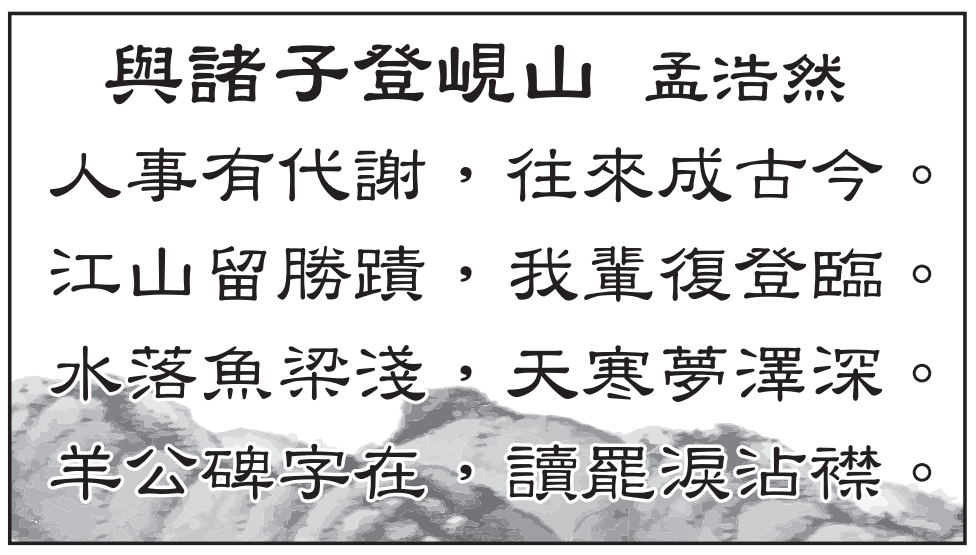 與諸子登峴山 孟浩然
人事有代謝，往來成古今。
江山留勝蹟，我輩復登臨。
水落魚梁淺，天寒夢澤深。
羊公碑字在，讀罷淚沾襟。